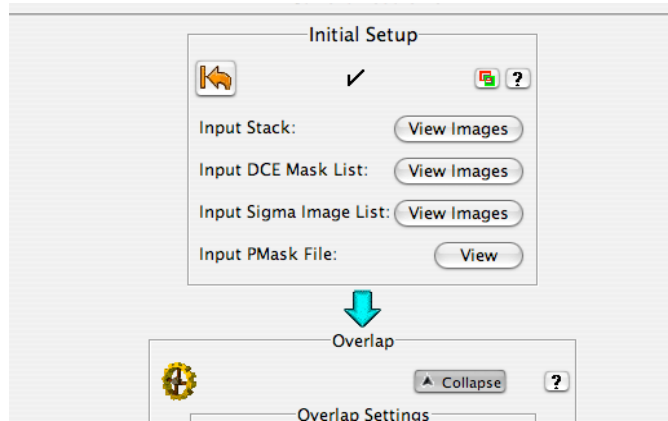 Initial Setup
?
Input Stack: View Images
Input DCE Mask List: View Images
Input Sigma Image List: View Images
Input PMask File: View
Overlap
Collapse ?
Overlap Settings